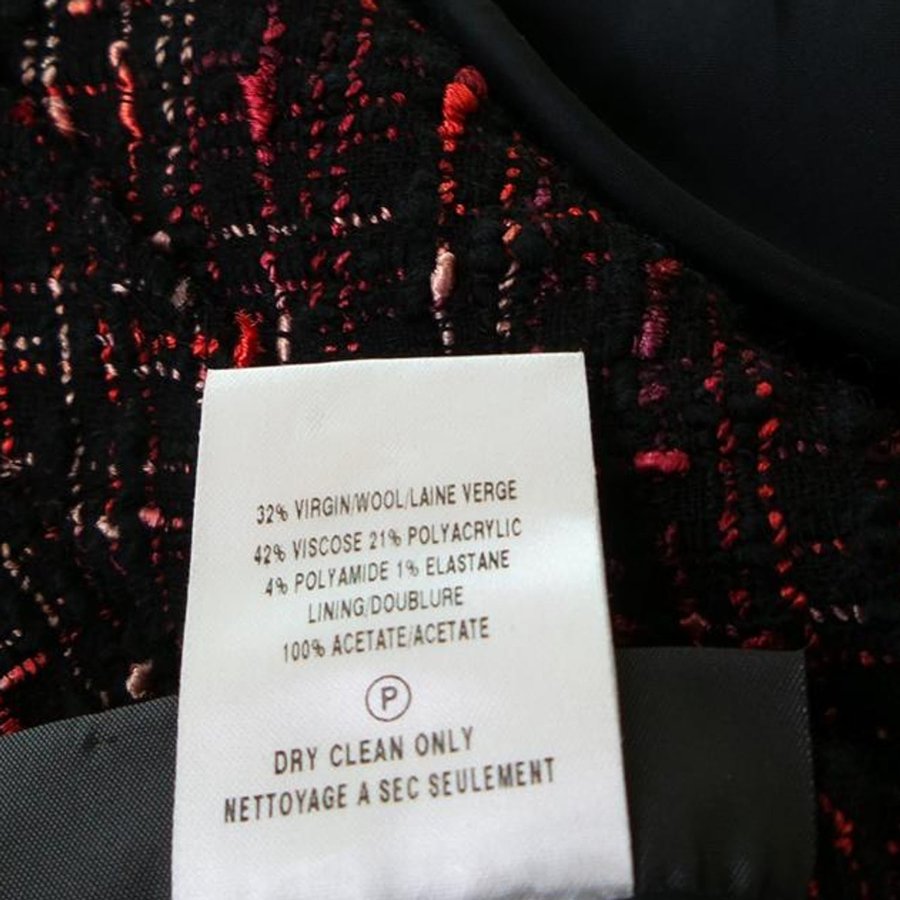 32% VIRGIN/WOOL/LAINE VERGE
42% VISCOSE 21% POLYACRYLIC
4% POLYAMIDE 1% ELASTANE
LINING/DOUBLURE
100% ACETATE/ACETATE
P
DRY CLEAN ONLY
NETTOYAGE A SEC SEULEMENT